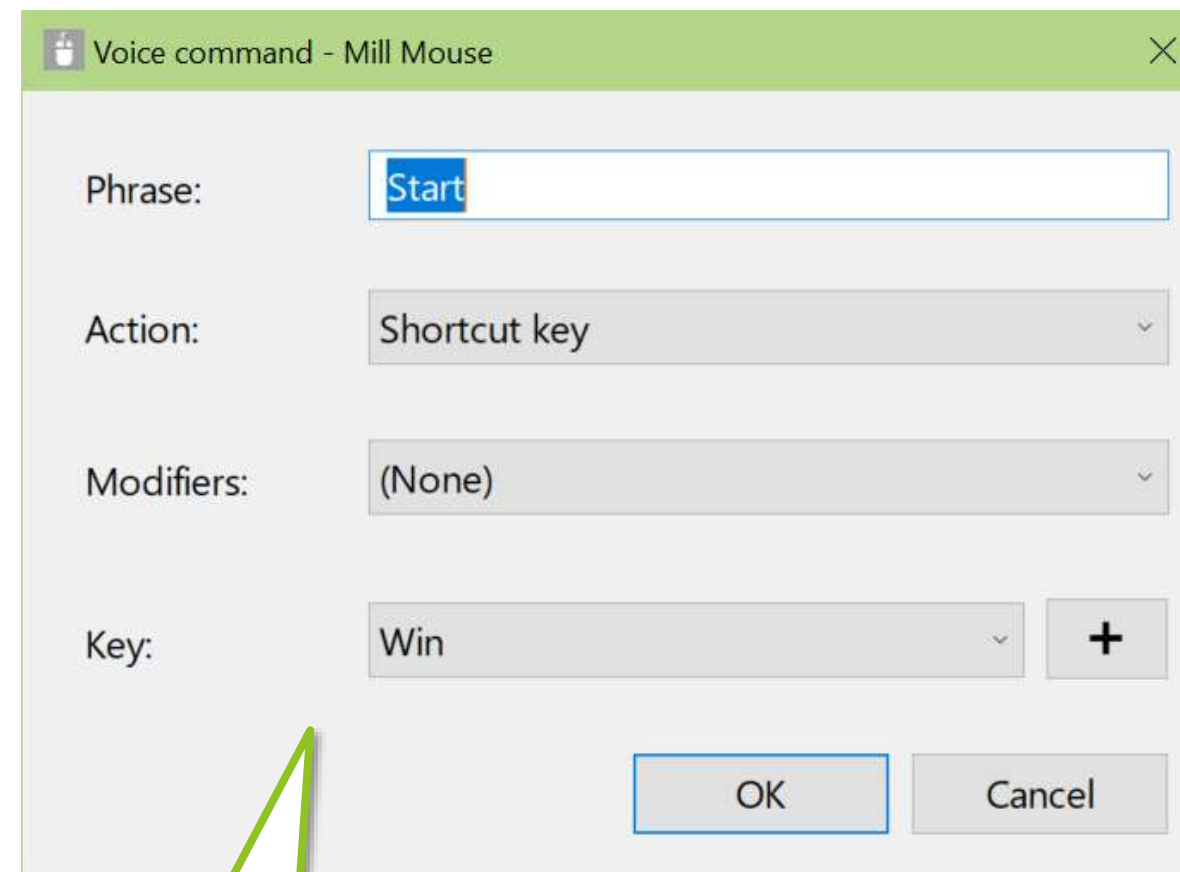 Voice command - Mill Mouse
Phrase: Start
Action: Shortcut key
Modifiers: (None)
Key: Win +
OK Cancel